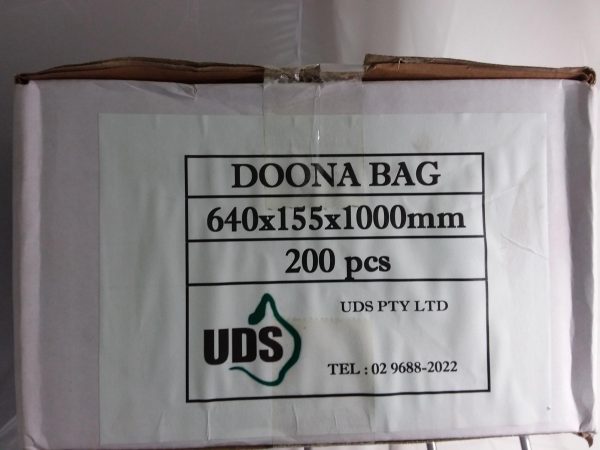 DOONA BAG
640x155x1000mm
200 pcs
UDS PTY LTD
UDS
TEL : 02 9688-2022